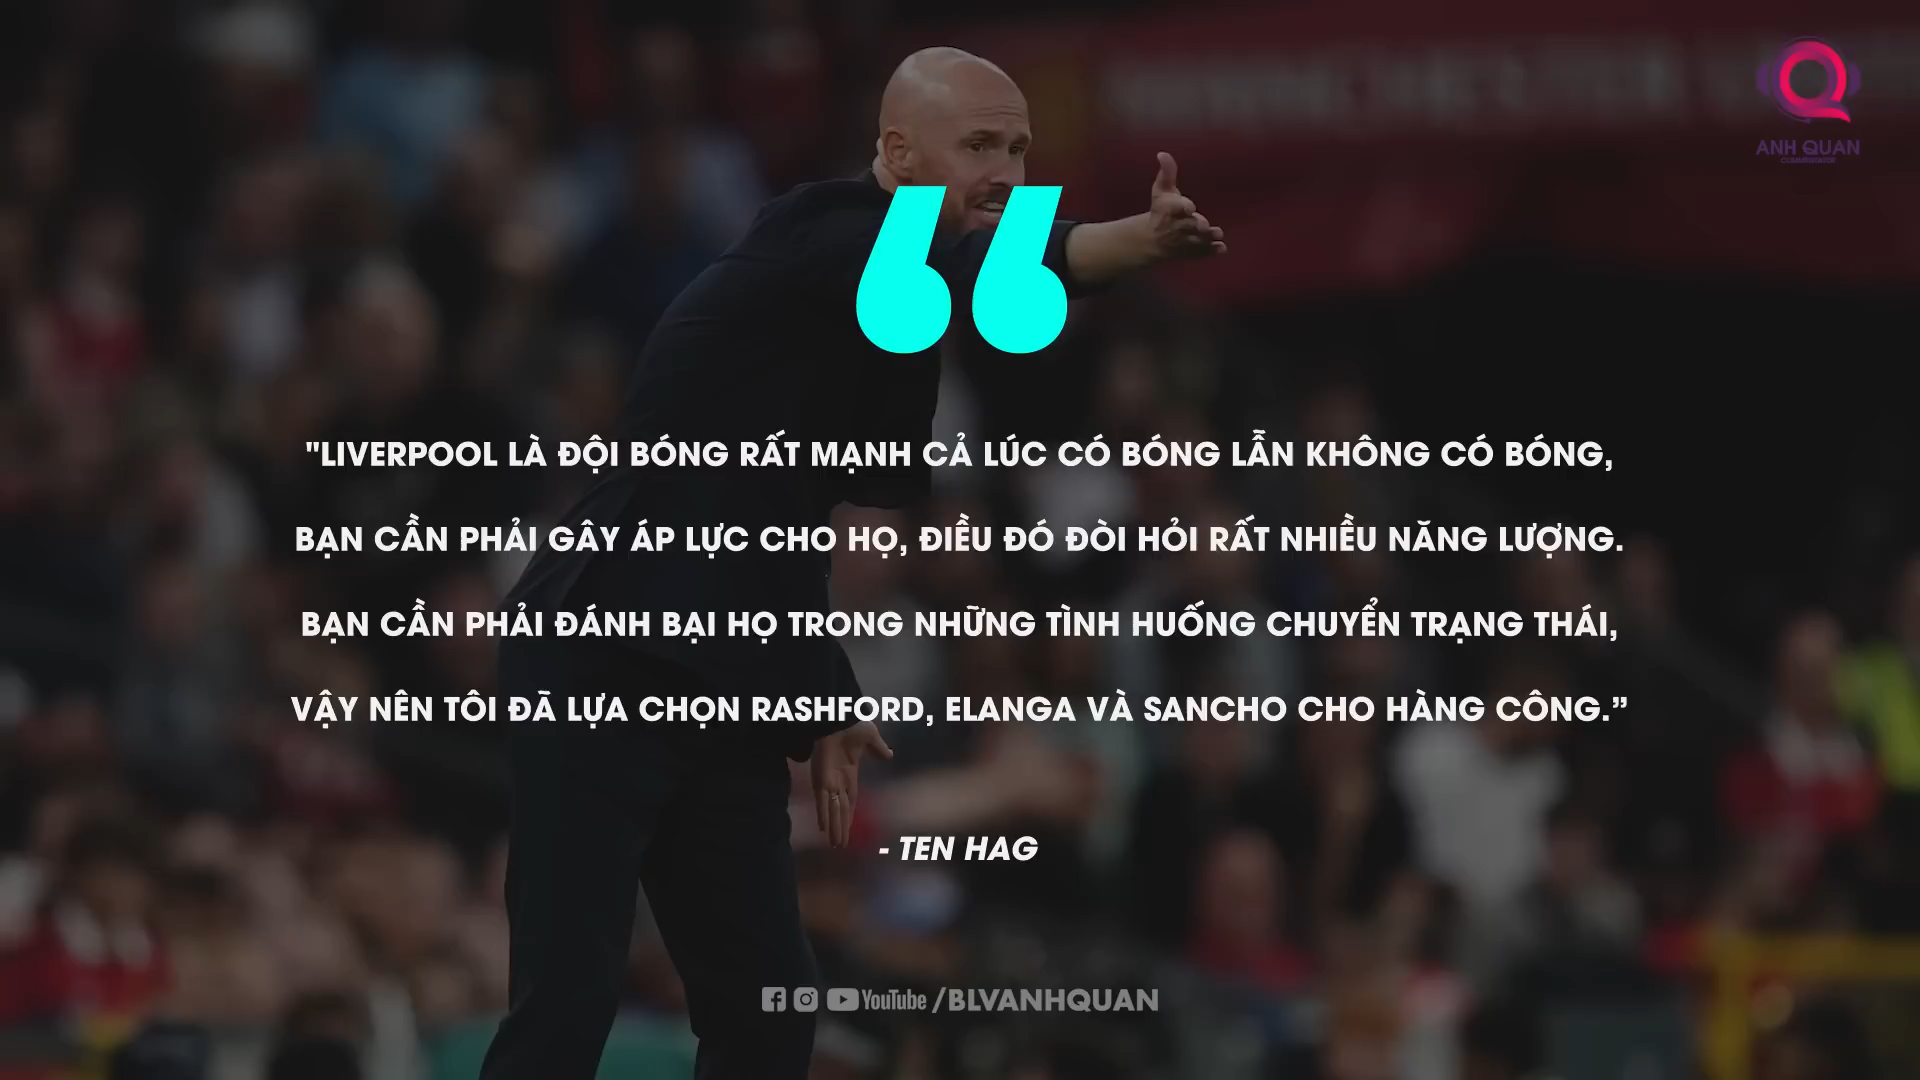 ANH QUAN
COMMENTATOR
"LIVERPOOL LÀ ĐỘI BÓNG RẤT MẠNH CẢ LÚC CÓ BÓNG LẪN KHÔNG CÓ BÓNG,
BẠN CẦN PHẢI GÂY ÁP LỰC CHO HỌ, ĐIỀU ĐÓ ĐÒI HỎI RẤT NHIỀU NĂNG LƯỢNG.
BẠN CẦN PHẢI ĐÁNH BẠI HỌ TRONG NHỮNG TÌNH HUỐNG CHUYỂN TRẠNG THÁI,
VẬY NÊN TÔI ĐÃ LỰA CHỌN RASHFORD, ELANGA VÀ SANCHO CHO HÀNG CÔNG.”
- TEN HAG
YouTube /BLVANHQUAN